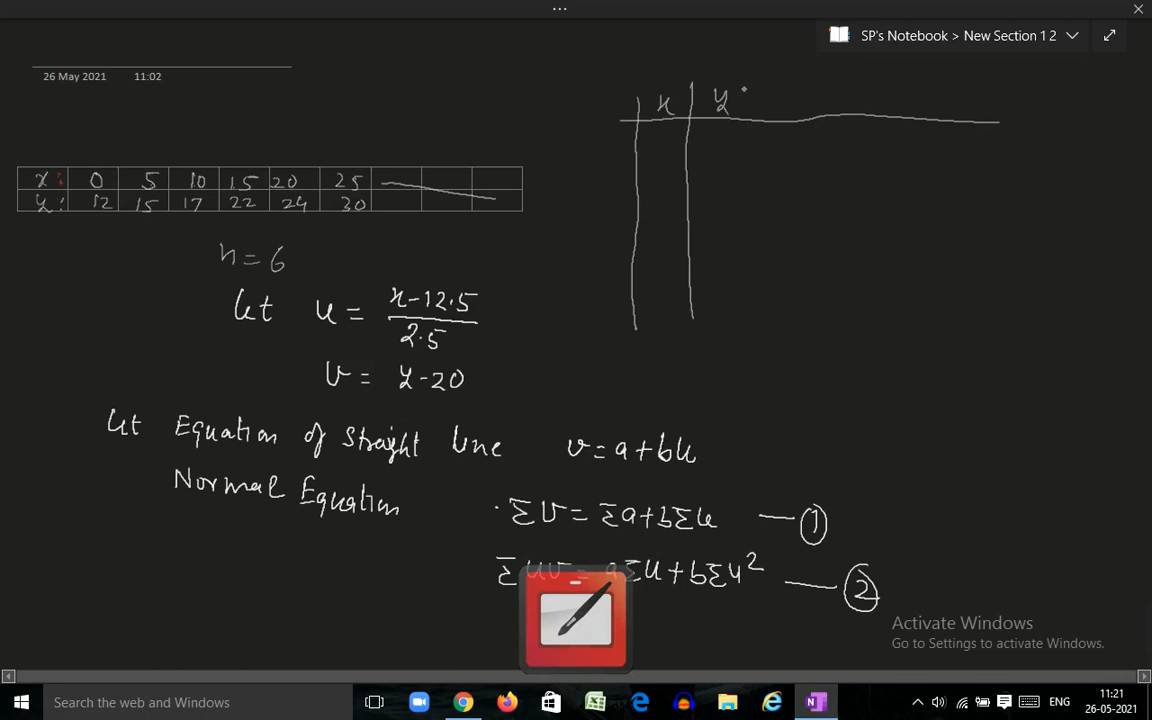 ...
SP's Notebook > New Section 1 2
26 May 2021 11:02
x y
x: 0 5 10 15 20 25
y: 12 15 17 22 24 30
n = 6
let u = x-12.5 / 2.5
v = y-20
let Equation of Straight line v = a+bu
Normal Equation
Σv = Σa+bΣu — ①
Σuv = aΣu+bΣu² — ②
Activate Windows
Go to Settings to activate Windows.
Search the web and Windows
ENG
11:21
26-05-2021